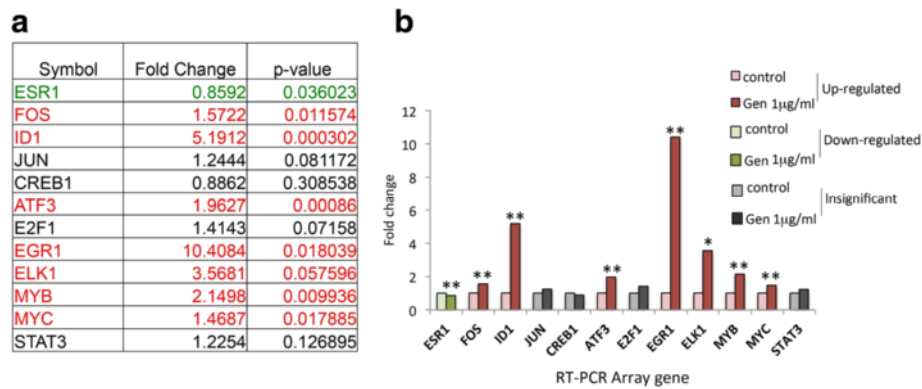 a
Symbol Fold Change p-value
ESR1 0.8592 0.036023
FOS 1.5722 0.011574
ID1 5.1912 0.000302
JUN 1.2444 0.081172
CREB1 0.8862 0.308538
ATF3 1.9627 0.00086
E2F1 1.4143 0.07158
EGR1 10.4084 0.018039
ELK1 3.5681 0.057596
MYB 2.1498 0.009936
MYC 1.4687 0.017885
STAT3 1.2254 0.126895
b
control
Gen 1µg/ml
Up-regulated
control
Gen 1µg/ml
Down-regulated
control
Gen 1µg/ml
Insignificant
Fold change
12
10
8
6
4
2
0
**
**
**
**
**
*
**
**
ESR1
FOS
ID1
JUN
CREB1
ATF3
E2F1
EGR1
ELK1
MYB
MYC
STAT3
RT-PCR Array gene